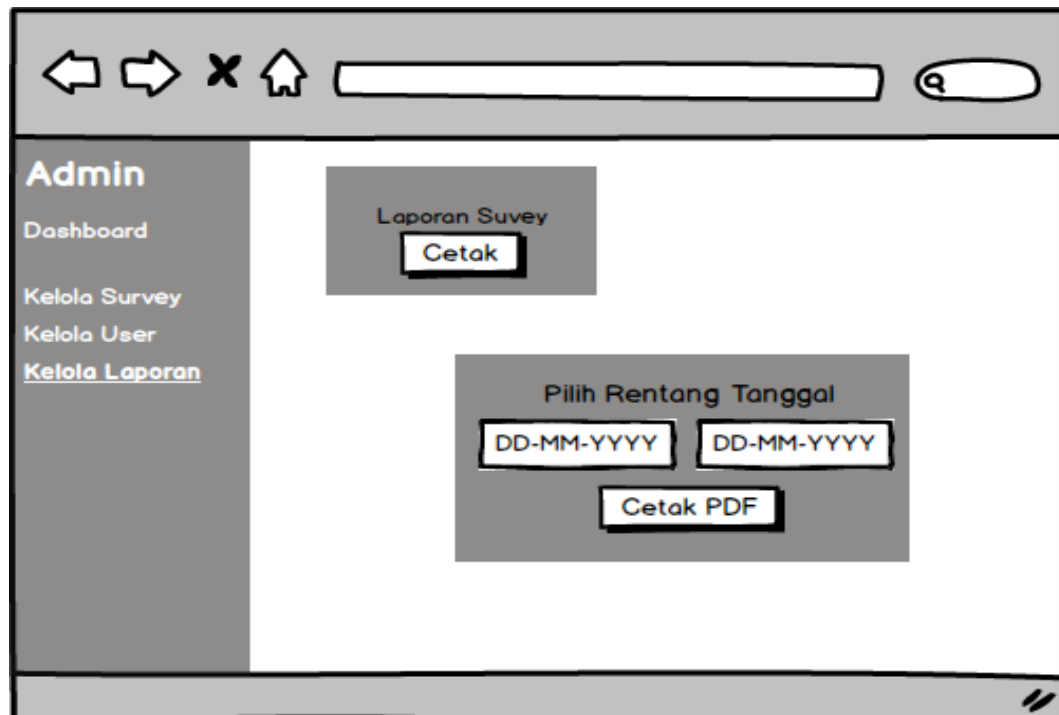 Admin
Dashboard
Kelola Survey
Kelola User
Kelola Laporan
Laporan Suvey
Cetak
Pilih Rentang Tanggal
DD-MM-YYYY DD-MM-YYYY
Cetak PDF